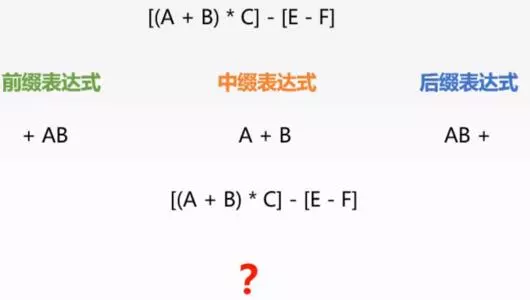 [(A + B) * C] - [E - F]
前缀表达式 中缀表达式 后缀表达式
+ AB A + B AB +
[(A + B) * C] - [E - F]
?